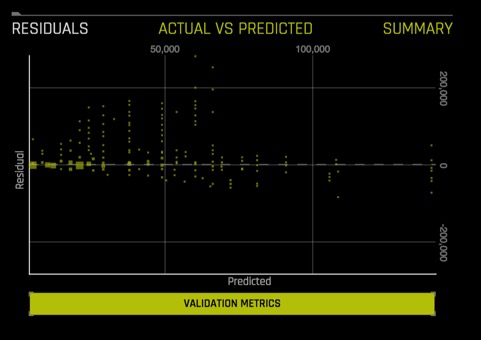 RESIDUALS ACTUAL VS PREDICTED SUMMARY
50,000 100,000
200,000
Residual
0
-200,000
Predicted
VALIDATION METRICS